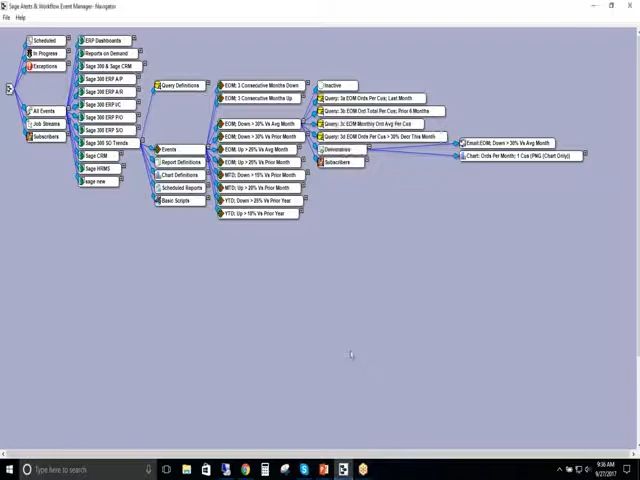 Sage Alerts & Workflow Event Manager- Navigator
File Help
Scheduled
In Progress
Exceptions
All Events
Job Streams
Subscribers
ERP Dashboards
Reports on Demand
Sage 300 & Sage CRM
Sage 300 ERP A/P
Sage 300 ERP A/R
Sage 300 ERP I/C
Sage 300 ERP P/O
Sage 300 ERP S/O
Sage 300 SO Trends
Sage CRM
Sage HRMS
sage new
Query Definitions
Events
Report Definitions
Chart Definitions
Scheduled Reports
Basic Scripts
EOM; 3 Consecutive Months Down
EOM; 3 Consecutive Months Up
EOM; Down > 30% Vs Avg Month
EOM; Down > 30% Vs Prior Month
EOM; Up > 25% Vs Avg Month
EOM; Up > 25% Vs Prior Month
MTD; Down > 15% Vs Prior Month
MTD; Up > 20% Vs Prior Month
YTD; Down > 25% Vs Prior Year
YTD; Up > 10% Vs Prior Year
Inactive
Query: 3a EOM Ords Per Cus; Last Month
Query: 3b EOM Ord Total Per Cus; Prior 6 Months
Query: 3c EOM Monthly Ord Avg Per Cus
Query: 3d EOM Ords Per Cus > 30% Decr This Month
Deliverables
Subscribers
Email:EOM; Down > 30% Vs Avg Month
Chart: Ords Per Month; 1 Cus (PNG (Chart Only))
Type here to search
9:36 AM
9/27/2017